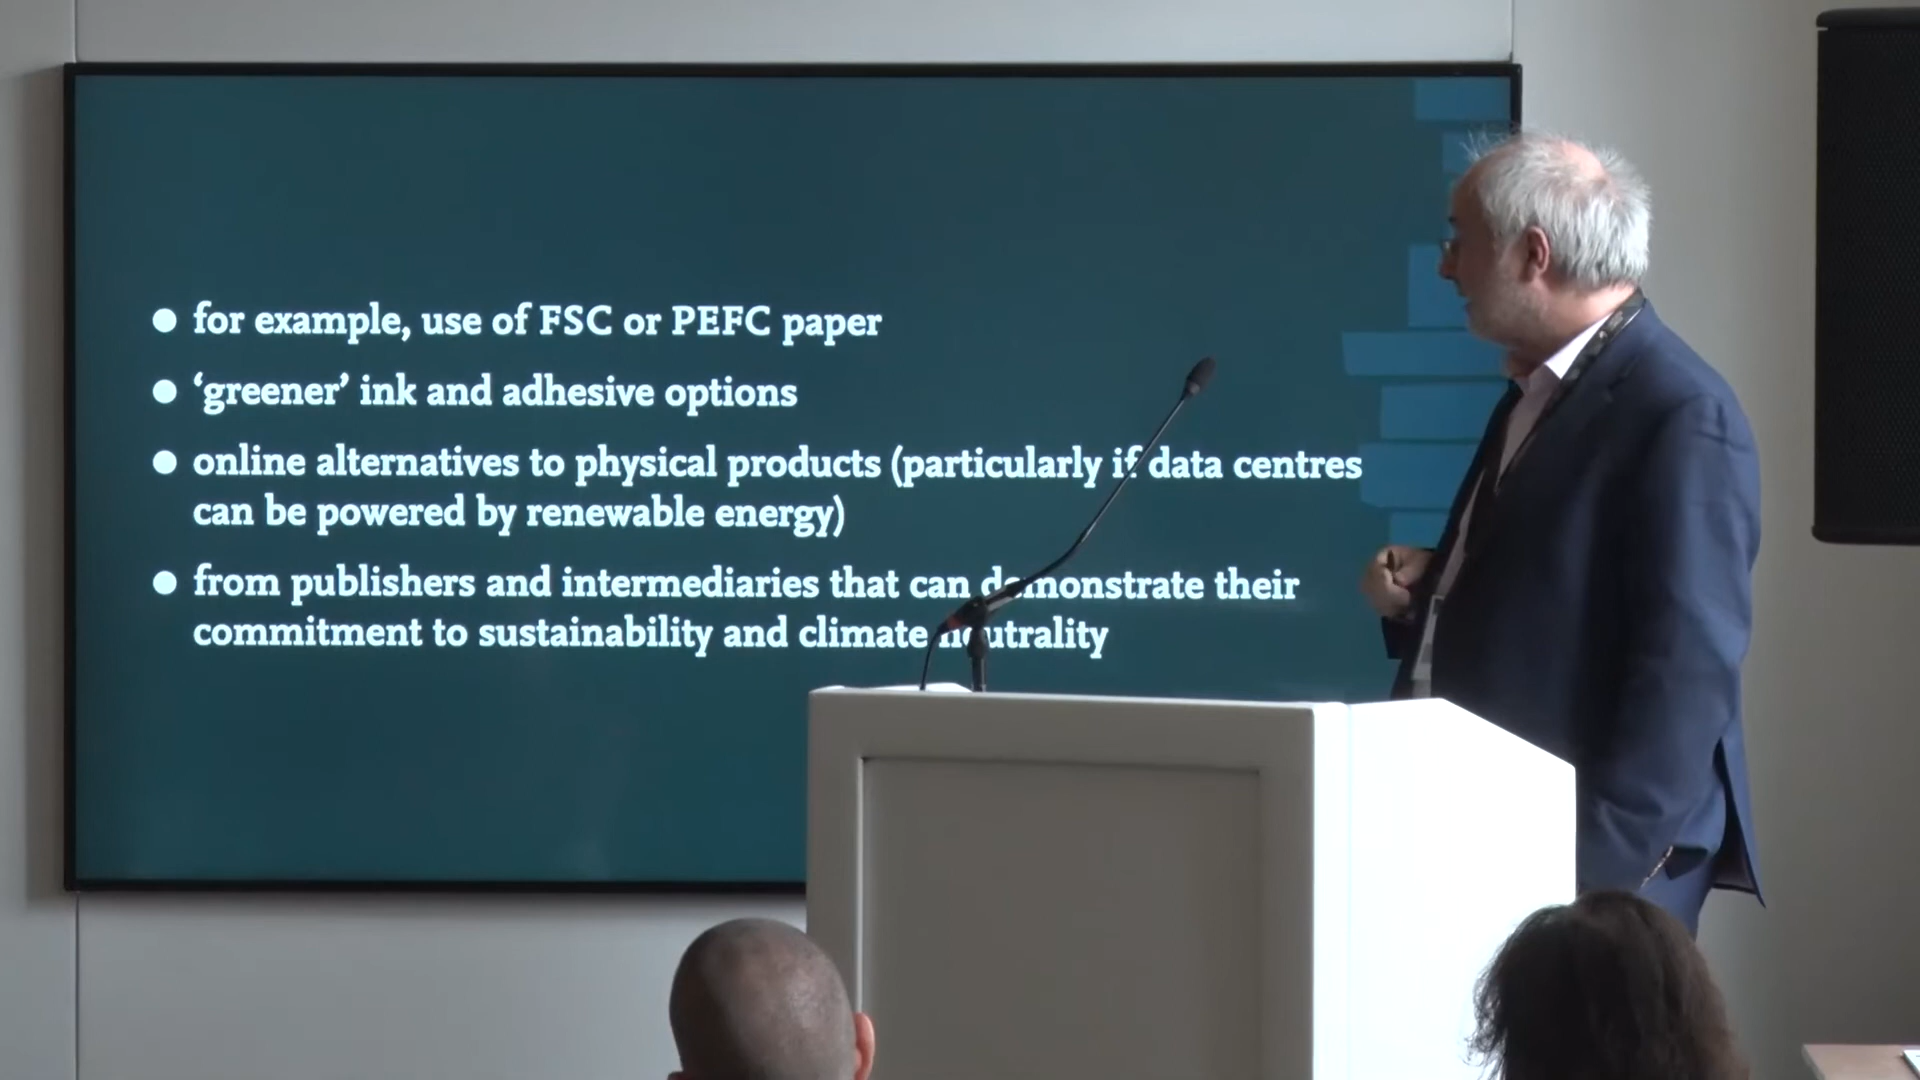 ● for example, use of FSC or PEFC paper
● ‘greener’ ink and adhesive options
● online alternatives to physical products (particularly if data centres
can be powered by renewable energy)
● from publishers and intermediaries that can demonstrate their
commitment to sustainability and climate neutrality